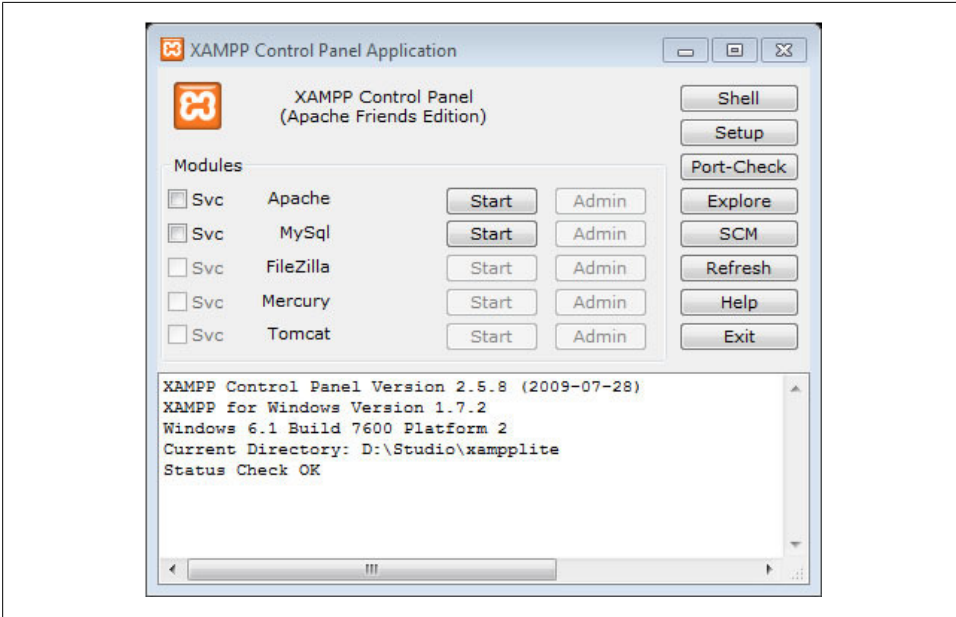 XAMPP Control Panel Application
XAMPP Control Panel
(Apache Friends Edition)
Shell
Setup
Port-Check
Explore
SCM
Refresh
Help
Exit
Modules
Svc Apache Start Admin
Svc MySql Start Admin
Svc FileZilla Start Admin
Svc Mercury Start Admin
Svc Tomcat Start Admin
XAMPP Control Panel Version 2.5.8 (2009-07-28)
XAMPP for Windows Version 1.7.2
Windows 6.1 Build 7600 Platform 2
Current Directory: D:\Studio\xampplite
Status Check OK